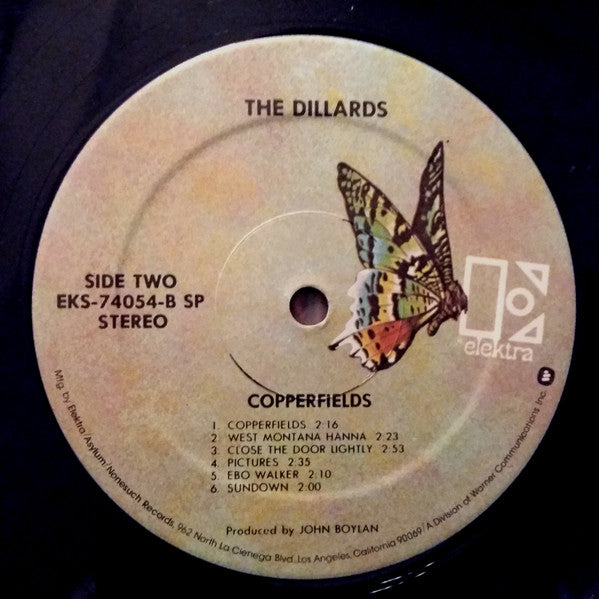 THE DILLARDS
SIDE TWO
EKS-74054-B SP
STEREO
elektra
COPPERFIELDS
1. COPPERFIELDS 2:16
2 WEST MONTANA HANNA 2:23
3. CLOSE THE DOOR LIGHTLY 2:53
4. PICTURES 2:35
5. EBO WALKER 2:10
6. SUNDOWN 2:00
Produced by JOHN BOYLAN
Mfg. by Elektra/Asylum/Nonesuch Records, 962 North La Cienega Blvd., Los Angeles, California 90069/A Division of Warner Communications Inc.